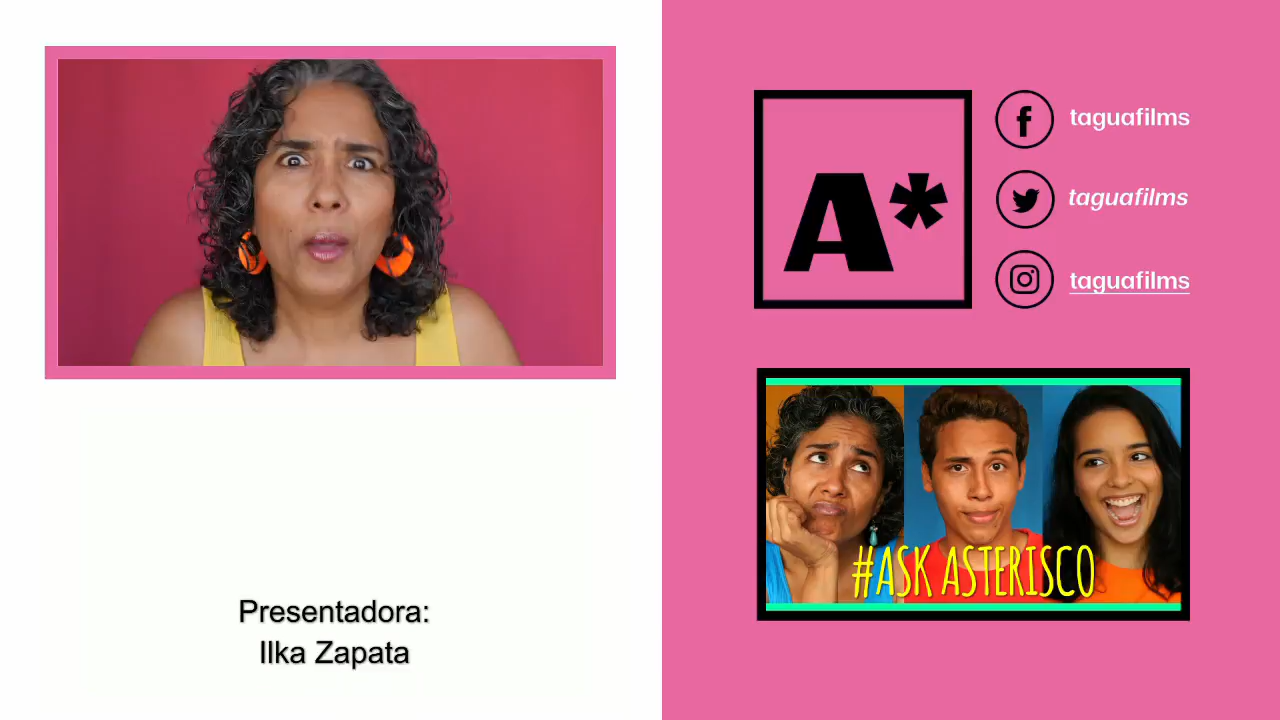 Presentadora:
Ilka Zapata
A*
taguafilms
taguafilms
taguafilms
#ASK ASTERISCO